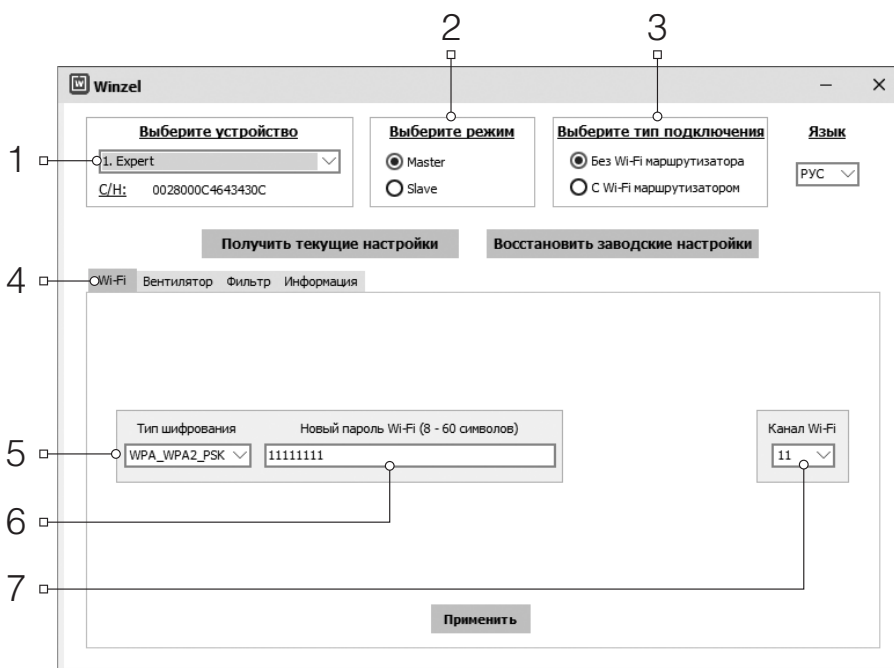 2 3
Winzel
Выберите устройство Выберите режим Выберите тип подключения Язык
1 1. Expert Master Без Wi-Fi маршрутизатора РУС
С/Н: 0028000C4643430C Slave С Wi-Fi маршрутизатором
Получить текущие настройки Восстановить заводские настройки
4 Wi-Fi Вентилятор Фильтр Информация
Тип шифрования Новый пароль Wi-Fi (8 - 60 символов) Канал Wi-Fi
5 WPA_WPA2_PSK 11111111 11
6
7
Применить